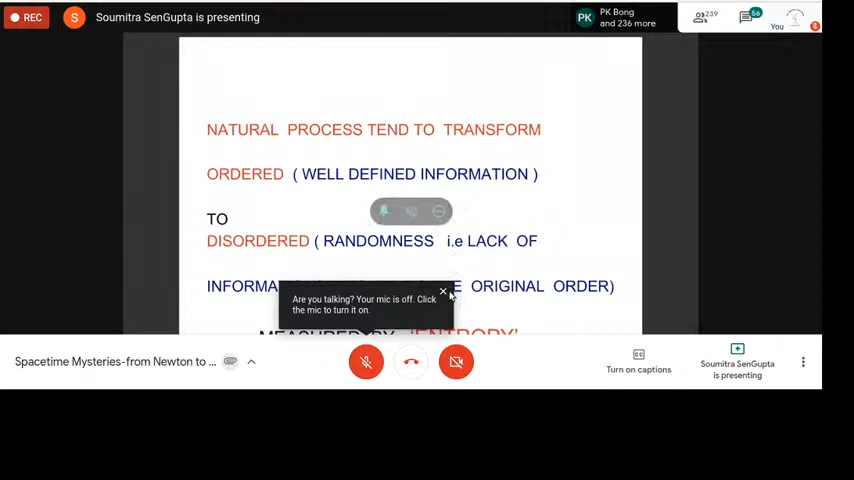 REC
S
Soumitra SenGupta is presenting
PK
PK Bong
and 236 more
239
56
You
NATURAL PROCESS TEND TO TRANSFORM
ORDERED ( WELL DEFINED INFORMATION )
TO
DISORDERED ( RANDOMNESS i.e LACK OF
ORIGINAL ORDER)
Are you talking? Your mic is off. Click
the mic to turn it on.
'ENTROPY'
Spacetime Mysteries-from Newton to ...
Turn on captions
Soumitra SenGupta
is presenting